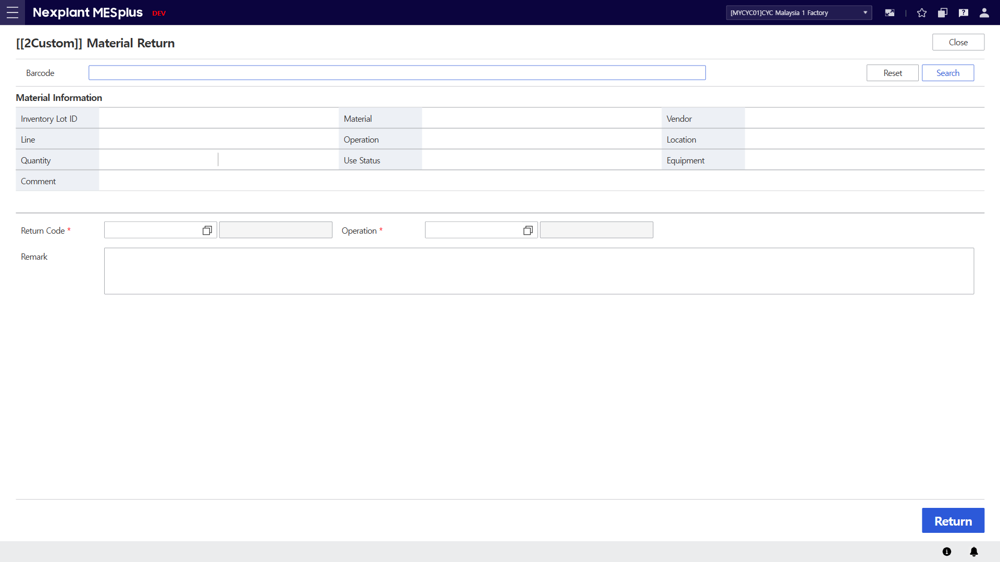 Nexplant MESplus DEV
[MYCYC01]CYC Malaysia 1 Factory
[[2Custom]] Material Return
Close
Barcode
Reset
Search
Material Information
Inventory Lot ID
Material
Vendor
Line
Operation
Location
Quantity
Use Status
Equipment
Comment
Return Code *
Operation *
Remark
Return